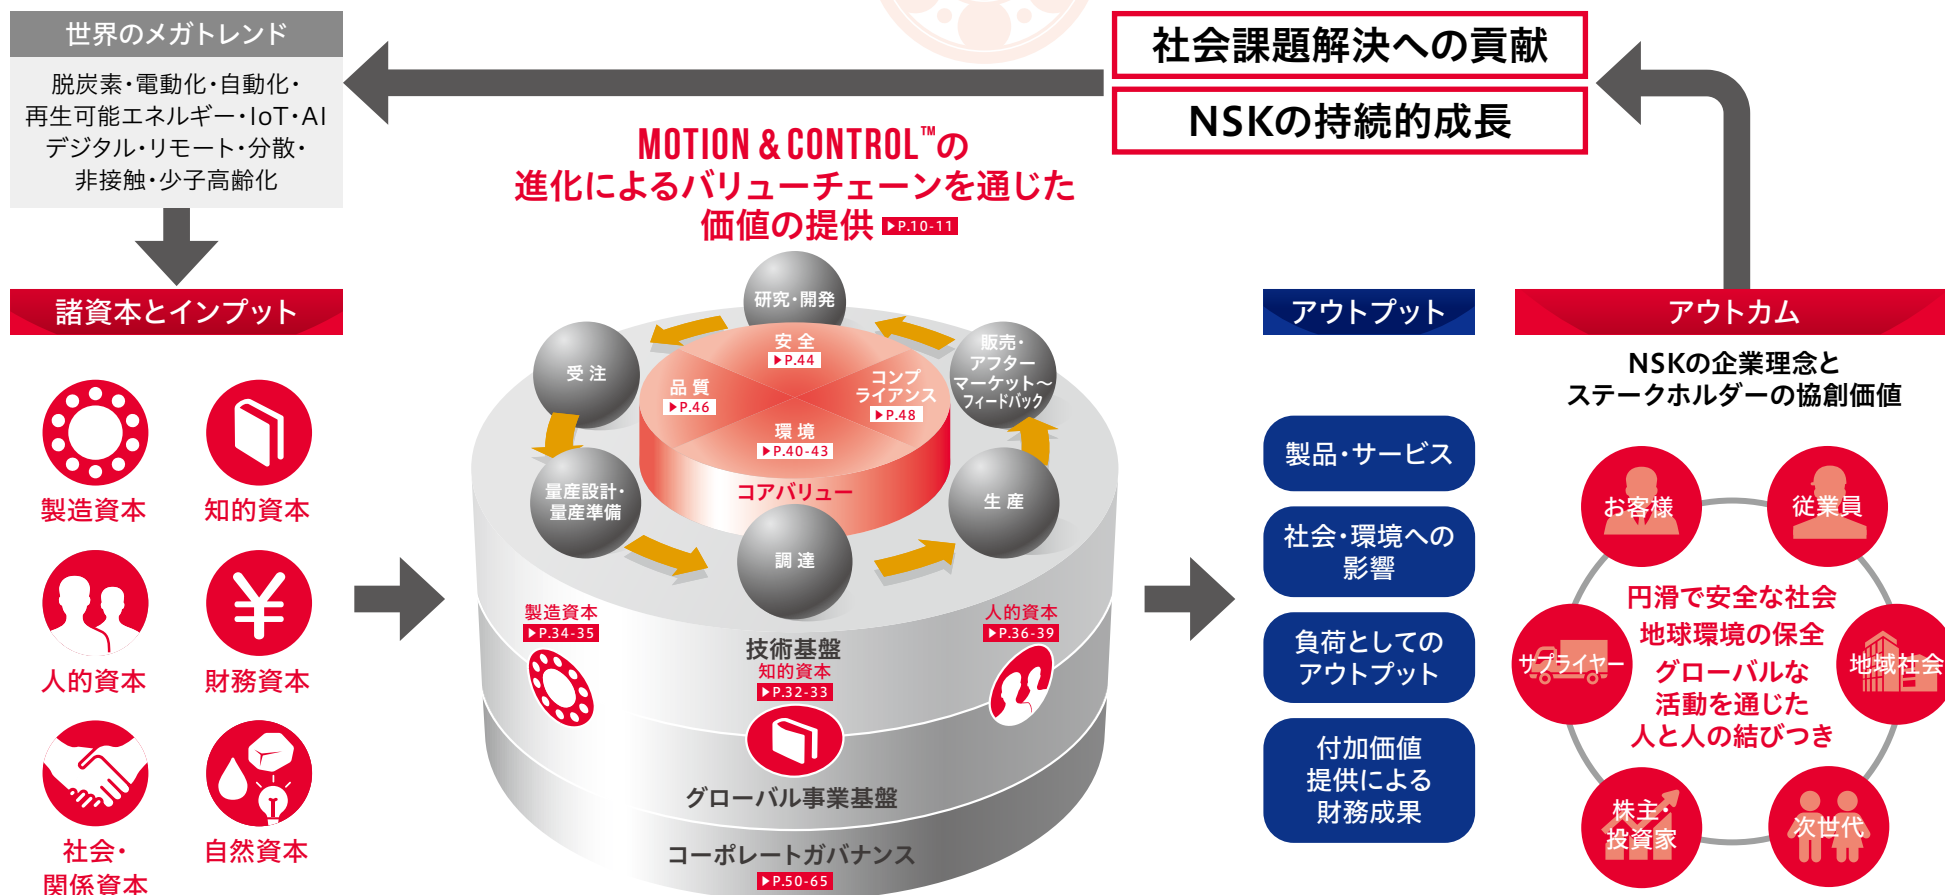 世界のメガトレンド
脱炭素・電動化・自動化・
再生可能エネルギー・IoT・AI
デジタル・リモート・分散・
非接触・少子高齢化
社会課題解決への貢献
NSKの持続的成長
MOTION & CONTROL™の
進化によるバリューチェーンを通じた
価値の提供 ▶P.10-11
諸資本とインプット
製造資本
知的資本
人的資本
財務資本
社会・
関係資本
自然資本
研究・開発
受注
量産設計・
量産準備
調達
生産
販売・
アフター
マーケット～
フィードバック
安全
▶P.44
品質
▶P.46
コンプ
ライアンス
▶P.48
環境
▶P.40-43
コアバリュー
製造資本
▶P.34-35
技術基盤
知的資本
▶P.32-33
人的資本
▶P.36-39
グローバル事業基盤
コーポレートガバナンス
▶P.50-65
アウトプット
製品・サービス
社会・環境への
影響
負荷としての
アウトプット
付加価値
提供による
財務成果
アウトカム
NSKの企業理念と
ステークホルダーの協創価値
お客様
従業員
サプライヤー
地域社会
株主・
投資家
次世代
円滑で安全な社会
地球環境の保全
グローバルな
活動を通じた
人と人の結びつき